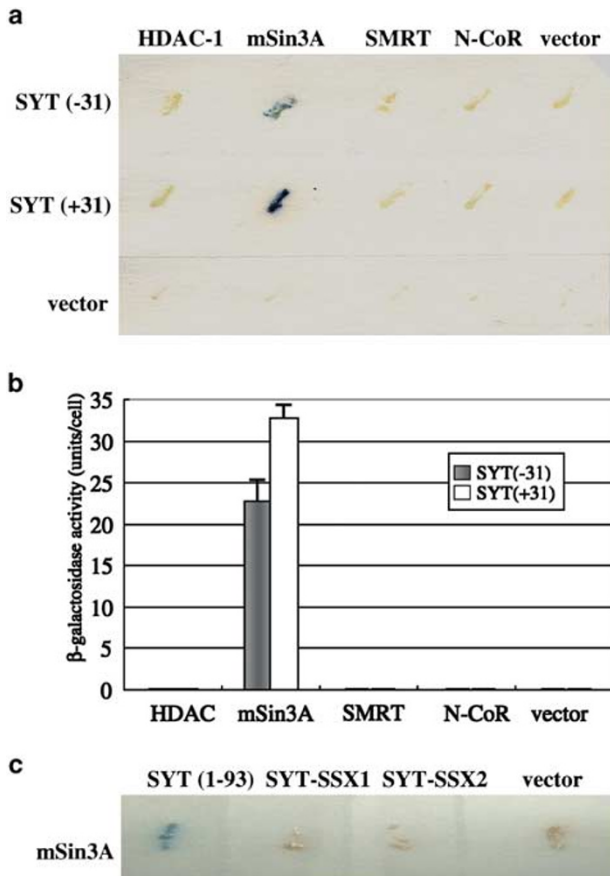 a
HDAC-1 mSin3A SMRT N-CoR vector
SYT (-31)
SYT (+31)
vector
b
β-galactosidase activity (units/cell)
35
30
25
20
15
10
5
0
SYT(-31)
SYT(+31)
HDAC mSin3A SMRT N-CoR vector
c
SYT (1-93) SYT-SSX1 SYT-SSX2 vector
mSin3A